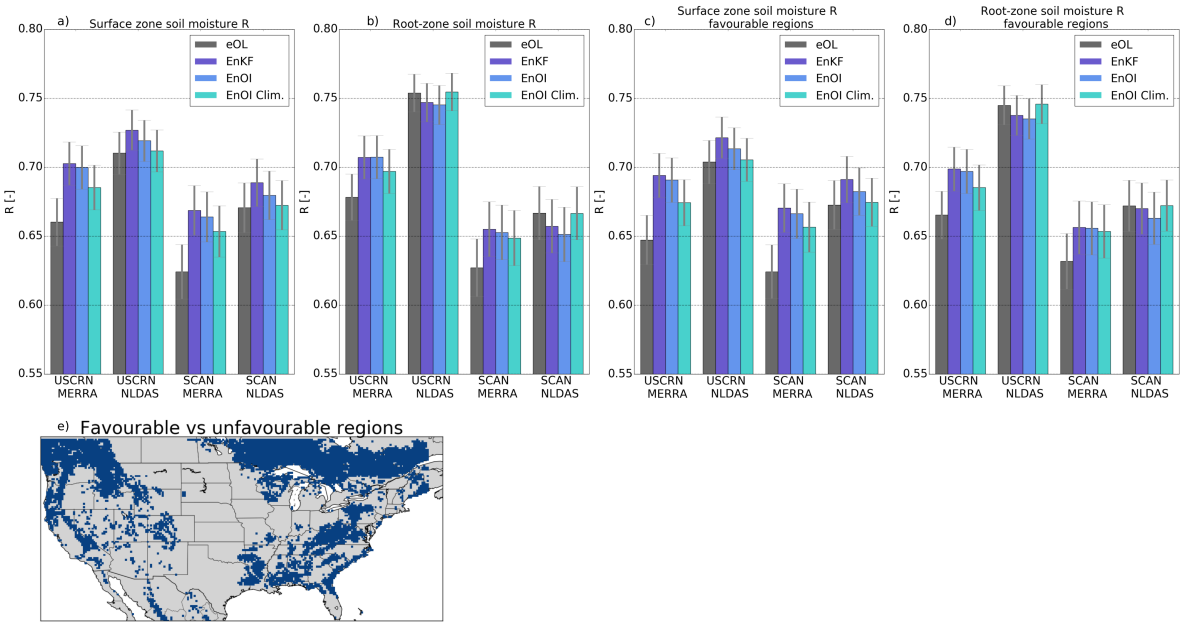 a) Surface zone soil moisture R
0.80
0.75
0.70
0.65
0.60
0.55
R [-]
eOL
EnKF
EnOI
EnOI Clim.
USCRN USCRN SCAN SCAN
MERRA NLDAS MERRA NLDAS
b) Root-zone soil moisture R
0.80
0.75
0.70
0.65
0.60
0.55
R [-]
eOL
EnKF
EnOI
EnOI Clim.
USCRN USCRN SCAN SCAN
MERRA NLDAS MERRA NLDAS
c) Surface zone soil moisture R
favourable regions
0.80
0.75
0.70
0.65
0.60
0.55
R [-]
eOL
EnKF
EnOI
EnOI Clim.
USCRN USCRN SCAN SCAN
MERRA NLDAS MERRA NLDAS
d) Root-zone soil moisture R
favourable regions
0.80
0.75
0.70
0.65
0.60
0.55
R [-]
eOL
EnKF
EnOI
EnOI Clim.
USCRN USCRN SCAN SCAN
MERRA NLDAS MERRA NLDAS
e) Favourable vs unfavourable regions